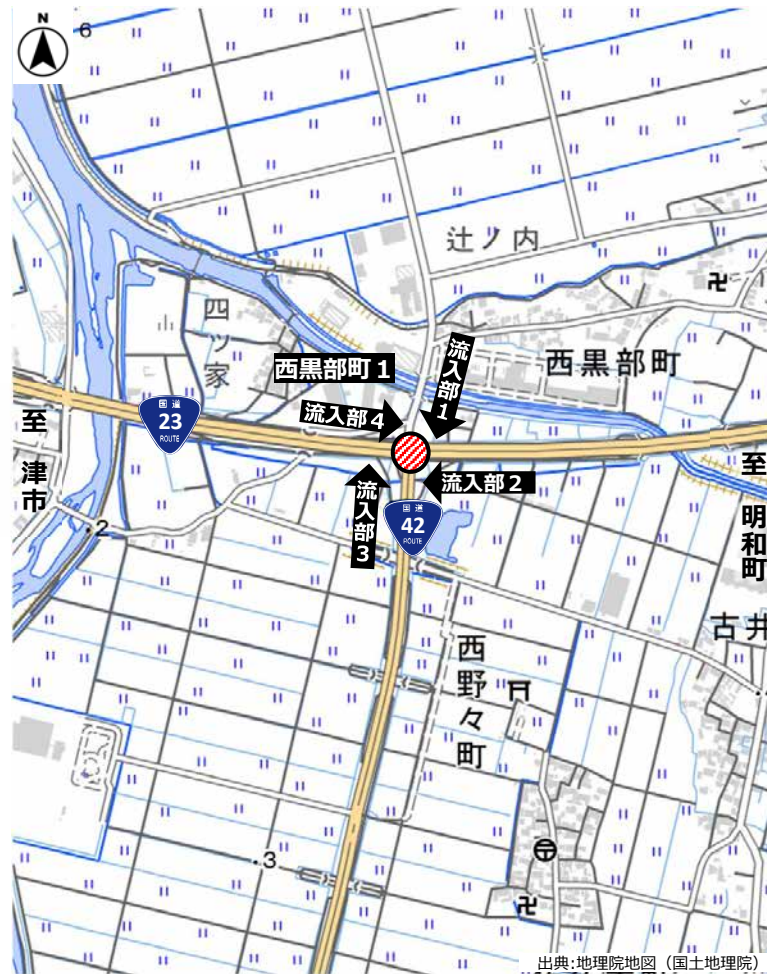 N
6
辻ノ内
四ツ家
西黒部町1
流入部1
西黒部町
流入部4
国道
23
ROUTE
至 津市
流入部2
流入部3
国道
42
ROUTE
至 明和町
.2
古井
西野々町
.3
出典:地理院地図（国土地理院）